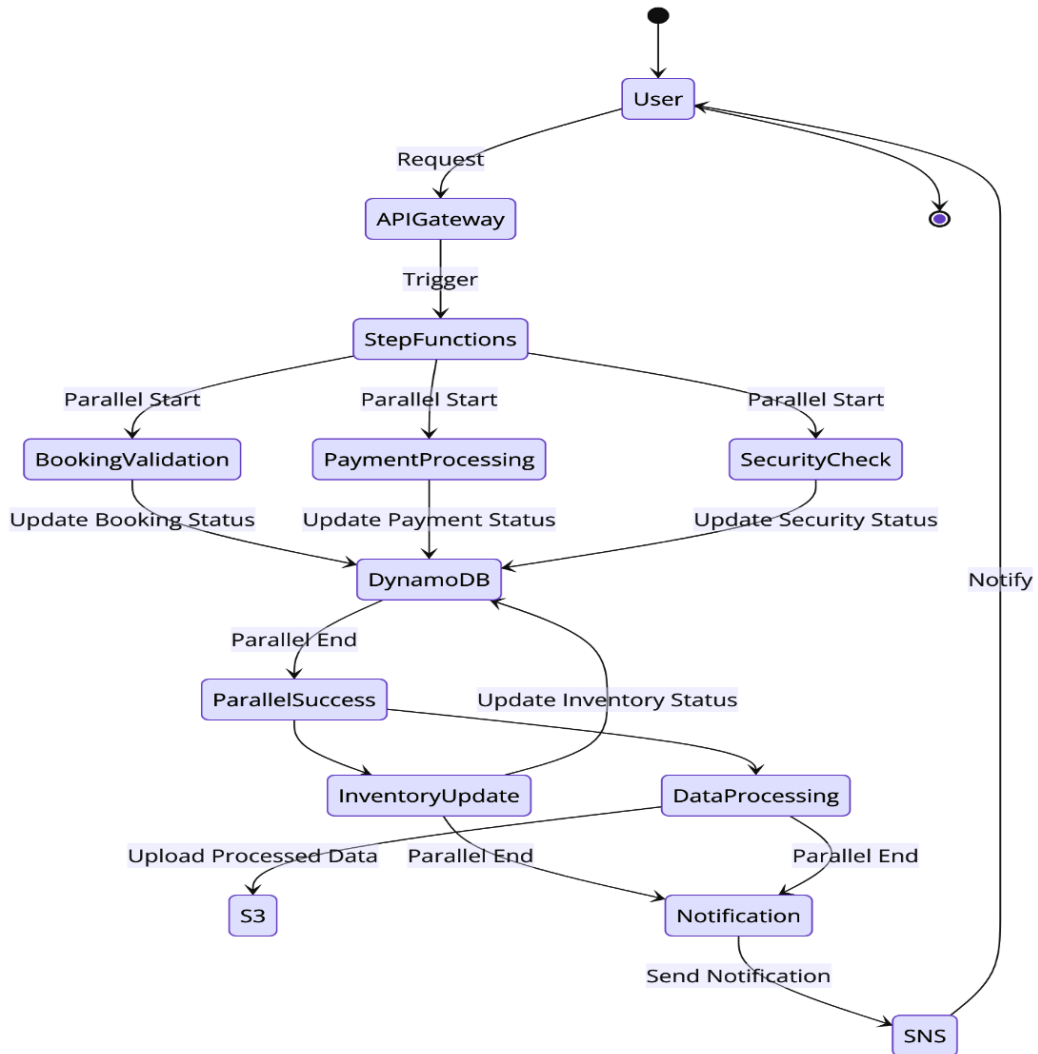 User
Request
APIGateway
Trigger
StepFunctions
Parallel Start
Parallel Start
Parallel Start
BookingValidation
PaymentProcessing
SecurityCheck
Update Booking Status
Update Payment Status
Update Security Status
DynamoDB
Notify
Parallel End
ParallelSuccess
Update Inventory Status
InventoryUpdate
DataProcessing
Upload Processed Data
Parallel End
Parallel End
S3
Notification
Send Notification
SNS